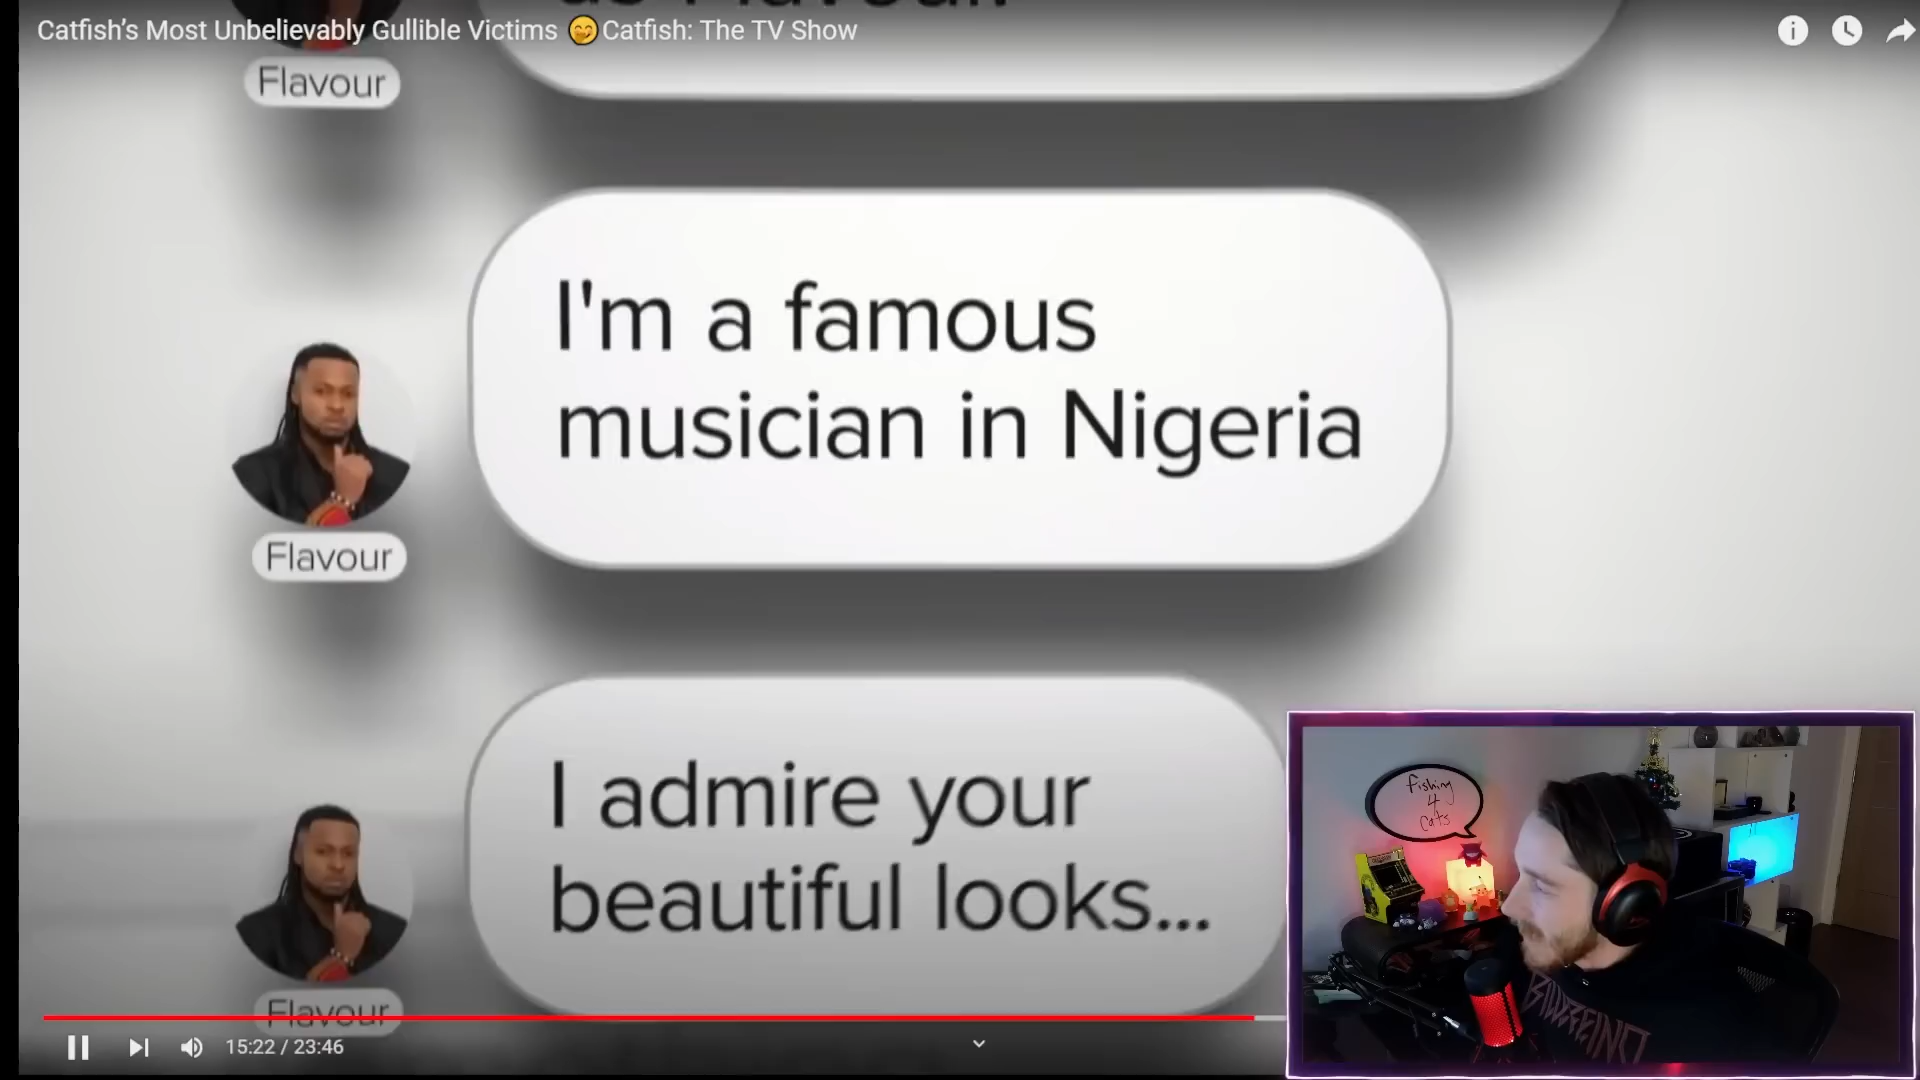 Catfish's Most Unbelievably Gullible Victims 🤭Catfish: The TV Show
Flavour
I'm a famous
musician in Nigeria
Flavour
I admire your
beautiful looks...
Flavour
15:22 / 23:46
fishing
4
cats